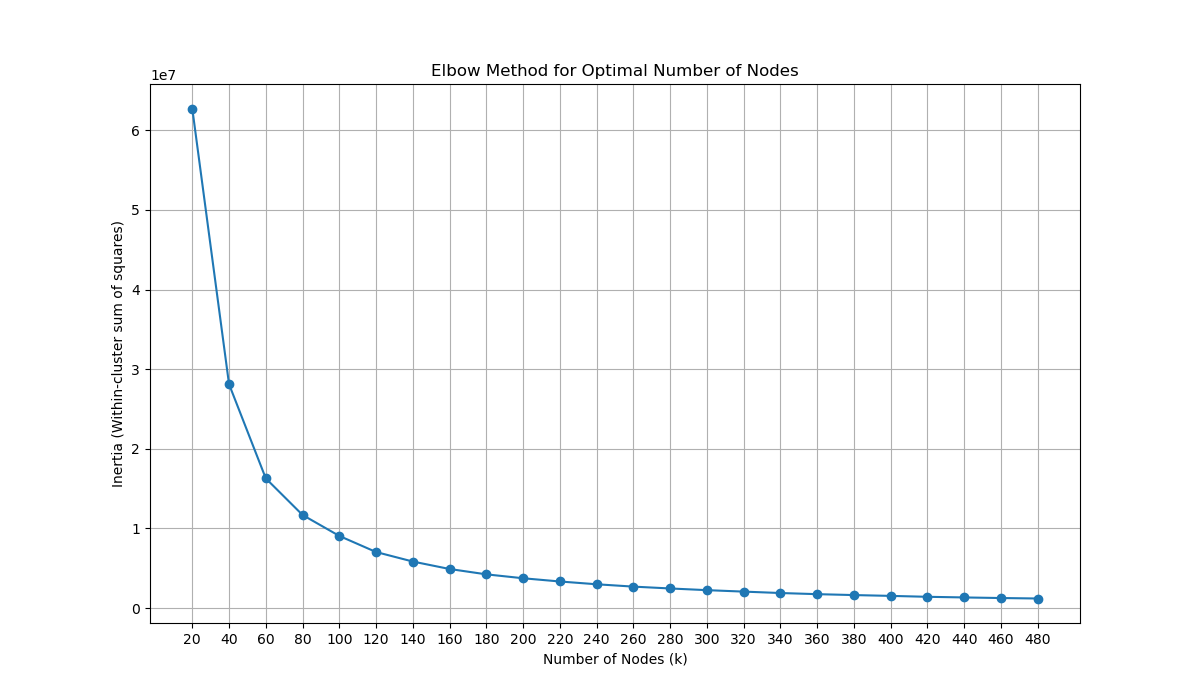 Elbow Method for Optimal Number of Nodes
1e7
6
5
4
3
2
1
0
Inertia (Within-cluster sum of squares)
20 40 60 80 100 120 140 160 180 200 220 240 260 280 300 320 340 360 380 400 420 440 460 480
Number of Nodes (k)